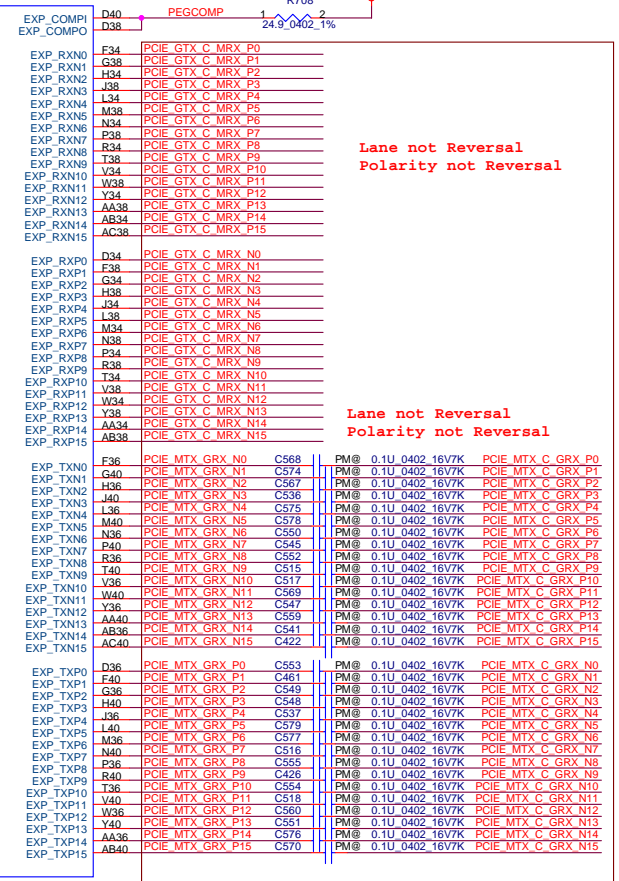 R708
EXP_COMPI D40 PEGCOMP 1 2
EXP_COMPO D38 24.9_0402_1%
EXP_RXN0 F34 PCIE_GTX_C_MRX_P0
EXP_RXN1 G38 PCIE_GTX_C_MRX_P1
EXP_RXN2 H34 PCIE_GTX_C_MRX_P2
EXP_RXN3 J38 PCIE_GTX_C_MRX_P3
EXP_RXN4 L34 PCIE_GTX_C_MRX_P4
EXP_RXN5 M38 PCIE_GTX_C_MRX_P5
EXP_RXN6 N34 PCIE_GTX_C_MRX_P6
EXP_RXN7 P38 PCIE_GTX_C_MRX_P7
EXP_RXN8 R34 PCIE_GTX_C_MRX_P8
EXP_RXN9 T38 PCIE_GTX_C_MRX_P9
EXP_RXN10 V34 PCIE_GTX_C_MRX_P10
EXP_RXN11 W38 PCIE_GTX_C_MRX_P11
EXP_RXN12 Y34 PCIE_GTX_C_MRX_P12
EXP_RXN13 AA38 PCIE_GTX_C_MRX_P13
EXP_RXN14 AB34 PCIE_GTX_C_MRX_P14
EXP_RXN15 AC38 PCIE_GTX_C_MRX_P15
Lane not Reversal
Polarity not Reversal
EXP_RXP0 D34 PCIE_GTX_C_MRX_N0
EXP_RXP1 F38 PCIE_GTX_C_MRX_N1
EXP_RXP2 G34 PCIE_GTX_C_MRX_N2
EXP_RXP3 H38 PCIE_GTX_C_MRX_N3
EXP_RXP4 J34 PCIE_GTX_C_MRX_N4
EXP_RXP5 L38 PCIE_GTX_C_MRX_N5
EXP_RXP6 M34 PCIE_GTX_C_MRX_N6
EXP_RXP7 N38 PCIE_GTX_C_MRX_N7
EXP_RXP8 P34 PCIE_GTX_C_MRX_N8
EXP_RXP9 R38 PCIE_GTX_C_MRX_N9
EXP_RXP10 T34 PCIE_GTX_C_MRX_N10
EXP_RXP11 V38 PCIE_GTX_C_MRX_N11
EXP_RXP12 W34 PCIE_GTX_C_MRX_N12
EXP_RXP13 Y38 PCIE_GTX_C_MRX_N13
EXP_RXP14 AA34 PCIE_GTX_C_MRX_N14
EXP_RXP15 AB38 PCIE_GTX_C_MRX_N15
Lane not Reversal
Polarity not Reversal
EXP_TXN0 F36 PCIE_MTX_GRX_N0 C568 PM@ 0.1U_0402_16V7K PCIE_MTX_C_GRX_P0
EXP_TXN1 G40 PCIE_MTX_GRX_N1 C574 PM@ 0.1U_0402_16V7K PCIE_MTX_C_GRX_P1
EXP_TXN2 H36 PCIE_MTX_GRX_N2 C567 PM@ 0.1U_0402_16V7K PCIE_MTX_C_GRX_P2
EXP_TXN3 J40 PCIE_MTX_GRX_N3 C536 PM@ 0.1U_0402_16V7K PCIE_MTX_C_GRX_P3
EXP_TXN4 L36 PCIE_MTX_GRX_N4 C575 PM@ 0.1U_0402_16V7K PCIE_MTX_C_GRX_P4
EXP_TXN5 M40 PCIE_MTX_GRX_N5 C578 PM@ 0.1U_0402_16V7K PCIE_MTX_C_GRX_P5
EXP_TXN6 N36 PCIE_MTX_GRX_N6 C550 PM@ 0.1U_0402_16V7K PCIE_MTX_C_GRX_P6
EXP_TXN7 P40 PCIE_MTX_GRX_N7 C545 PM@ 0.1U_0402_16V7K PCIE_MTX_C_GRX_P7
EXP_TXN8 R36 PCIE_MTX_GRX_N8 C552 PM@ 0.1U_0402_16V7K PCIE_MTX_C_GRX_P8
EXP_TXN9 T40 PCIE_MTX_GRX_N9 C515 PM@ 0.1U_0402_16V7K PCIE_MTX_C_GRX_P9
EXP_TXN10 V36 PCIE_MTX_GRX_N10 C517 PM@ 0.1U_0402_16V7K PCIE_MTX_C_GRX_P10
EXP_TXN11 W40 PCIE_MTX_GRX_N11 C569 PM@ 0.1U_0402_16V7K PCIE_MTX_C_GRX_P11
EXP_TXN12 Y36 PCIE_MTX_GRX_N12 C547 PM@ 0.1U_0402_16V7K PCIE_MTX_C_GRX_P12
EXP_TXN13 AA40 PCIE_MTX_GRX_N13 C559 PM@ 0.1U_0402_16V7K PCIE_MTX_C_GRX_P13
EXP_TXN14 AB36 PCIE_MTX_GRX_N14 C541 PM@ 0.1U_0402_16V7K PCIE_MTX_C_GRX_P14
EXP_TXN15 AC40 PCIE_MTX_GRX_N15 C422 PM@ 0.1U_0402_16V7K PCIE_MTX_C_GRX_P15
EXP_TXP0 D36 PCIE_MTX_GRX_P0 C553 PM@ 0.1U_0402_16V7K PCIE_MTX_C_GRX_N0
EXP_TXP1 F40 PCIE_MTX_GRX_P1 C461 PM@ 0.1U_0402_16V7K PCIE_MTX_C_GRX_N1
EXP_TXP2 G36 PCIE_MTX_GRX_P2 C549 PM@ 0.1U_0402_16V7K PCIE_MTX_C_GRX_N2
EXP_TXP3 H40 PCIE_MTX_GRX_P3 C548 PM@ 0.1U_0402_16V7K PCIE_MTX_C_GRX_N3
EXP_TXP4 J36 PCIE_MTX_GRX_P4 C537 PM@ 0.1U_0402_16V7K PCIE_MTX_C_GRX_N4
EXP_TXP5 L40 PCIE_MTX_GRX_P5 C579 PM@ 0.1U_0402_16V7K PCIE_MTX_C_GRX_N5
EXP_TXP6 M36 PCIE_MTX_GRX_P6 C577 PM@ 0.1U_0402_16V7K PCIE_MTX_C_GRX_N6
EXP_TXP7 N40 PCIE_MTX_GRX_P7 C516 PM@ 0.1U_0402_16V7K PCIE_MTX_C_GRX_N7
EXP_TXP8 P36 PCIE_MTX_GRX_P8 C555 PM@ 0.1U_0402_16V7K PCIE_MTX_C_GRX_N8
EXP_TXP9 R40 PCIE_MTX_GRX_P9 C426 PM@ 0.1U_0402_16V7K PCIE_MTX_C_GRX_N9
EXP_TXP10 T36 PCIE_MTX_GRX_P10 C554 PM@ 0.1U_0402_16V7K PCIE_MTX_C_GRX_N10
EXP_TXP11 V40 PCIE_MTX_GRX_P11 C518 PM@ 0.1U_0402_16V7K PCIE_MTX_C_GRX_N11
EXP_TXP12 W36 PCIE_MTX_GRX_P12 C560 PM@ 0.1U_0402_16V7K PCIE_MTX_C_GRX_N12
EXP_TXP13 Y40 PCIE_MTX_GRX_P13 C551 PM@ 0.1U_0402_16V7K PCIE_MTX_C_GRX_N13
EXP_TXP14 AA36 PCIE_MTX_GRX_P14 C576 PM@ 0.1U_0402_16V7K PCIE_MTX_C_GRX_N14
EXP_TXP15 AB40 PCIE_MTX_GRX_P15 C570 PM@ 0.1U_0402_16V7K PCIE_MTX_C_GRX_N15